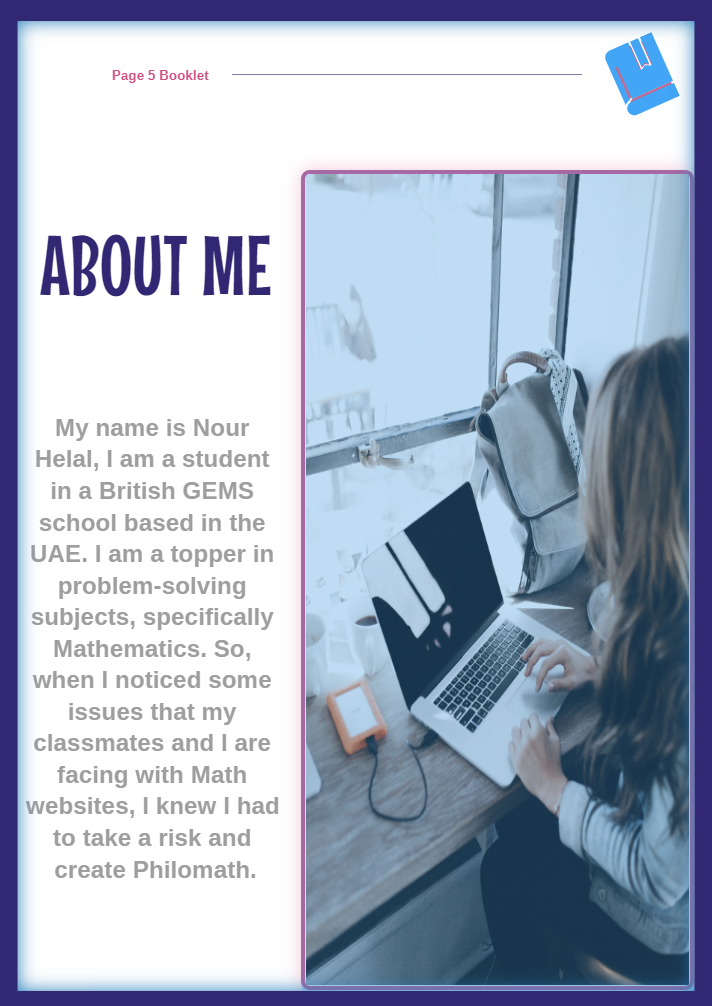 Page 5 Booklet
ABOUT ME
My name is Nour
Helal, I am a student
in a British GEMS
school based in the
UAE. I am a topper in
problem-solving
subjects, specifically
Mathematics. So,
when I noticed some
issues that my
classmates and I are
facing with Math
websites, I knew I had
to take a risk and
create Philomath.